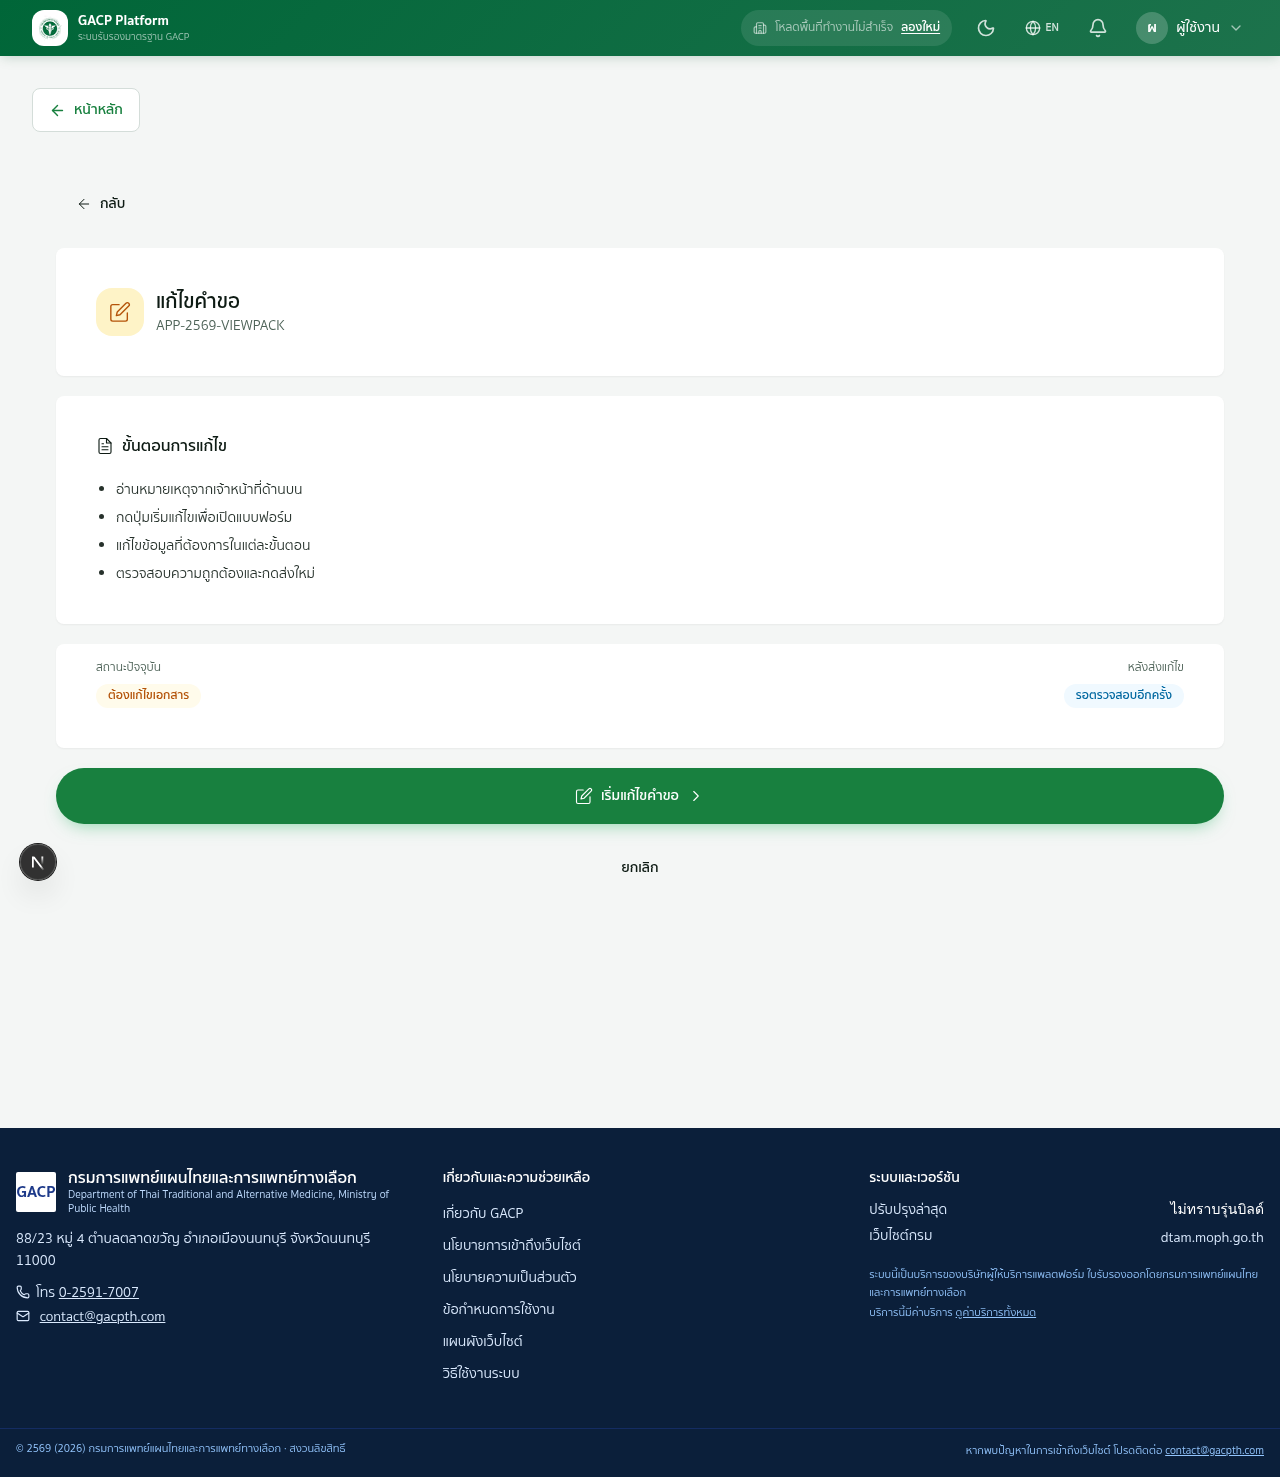 GACP Platform
ระบบรับรองมาตรฐาน GACP
โหลดพื้นที่ทำงานไม่สำเร็จ ลองใหม่
EN
ผ ผู้ใช้งาน
หน้าหลัก
กลับ
แก้ไขคำขอ
APP-2569-VIEWPACK
ขั้นตอนการแก้ไข
อ่านหมายเหตุจากเจ้าหน้าที่ด้านบน
กดปุ่มเริ่มแก้ไขเพื่อเปิดแบบฟอร์ม
แก้ไขข้อมูลที่ต้องการในแต่ละขั้นตอน
ตรวจสอบความถูกต้องและกดส่งใหม่
สถานะปัจจุบัน
ต้องแก้ไขเอกสาร
หลังส่งแก้ไข
รอตรวจสอบอีกครั้ง
เริ่มแก้ไขคำขอ
ยกเลิก
N
GACP
กรมการแพทย์แผนไทยและการแพทย์ทางเลือก
Department of Thai Traditional and Alternative Medicine, Ministry of
Public Health
88/23 หมู่ 4 ตำบลตลาดขวัญ อำเภอเมืองนนทบุรี จังหวัดนนทบุรี
11000
โทร 0-2591-7007
contact@gacpth.com
เกี่ยวกับและความช่วยเหลือ
เกี่ยวกับ GACP
นโยบายการเข้าถึงเว็บไซต์
นโยบายความเป็นส่วนตัว
ข้อกำหนดการใช้งาน
แผนผังเว็บไซต์
วิธีใช้งานระบบ
ระบบและเวอร์ชัน
ปรับปรุงล่าสุด ไม่ทราบรุ่นบิลด์
เว็บไซต์กรม dtam.moph.go.th
ระบบนี้เป็นบริการของบริษัทผู้ให้บริการแพลตฟอร์ม ใบรับรองออกโดยกรมการแพทย์แผนไทย
และการแพทย์ทางเลือก
บริการนี้มีค่าบริการ ดูค่าบริการทั้งหมด
© 2569 (2026) กรมการแพทย์แผนไทยและการแพทย์ทางเลือก · สงวนลิขสิทธิ์
หากพบปัญหาในการเข้าถึงเว็บไซต์ โปรดติดต่อ contact@gacpth.com